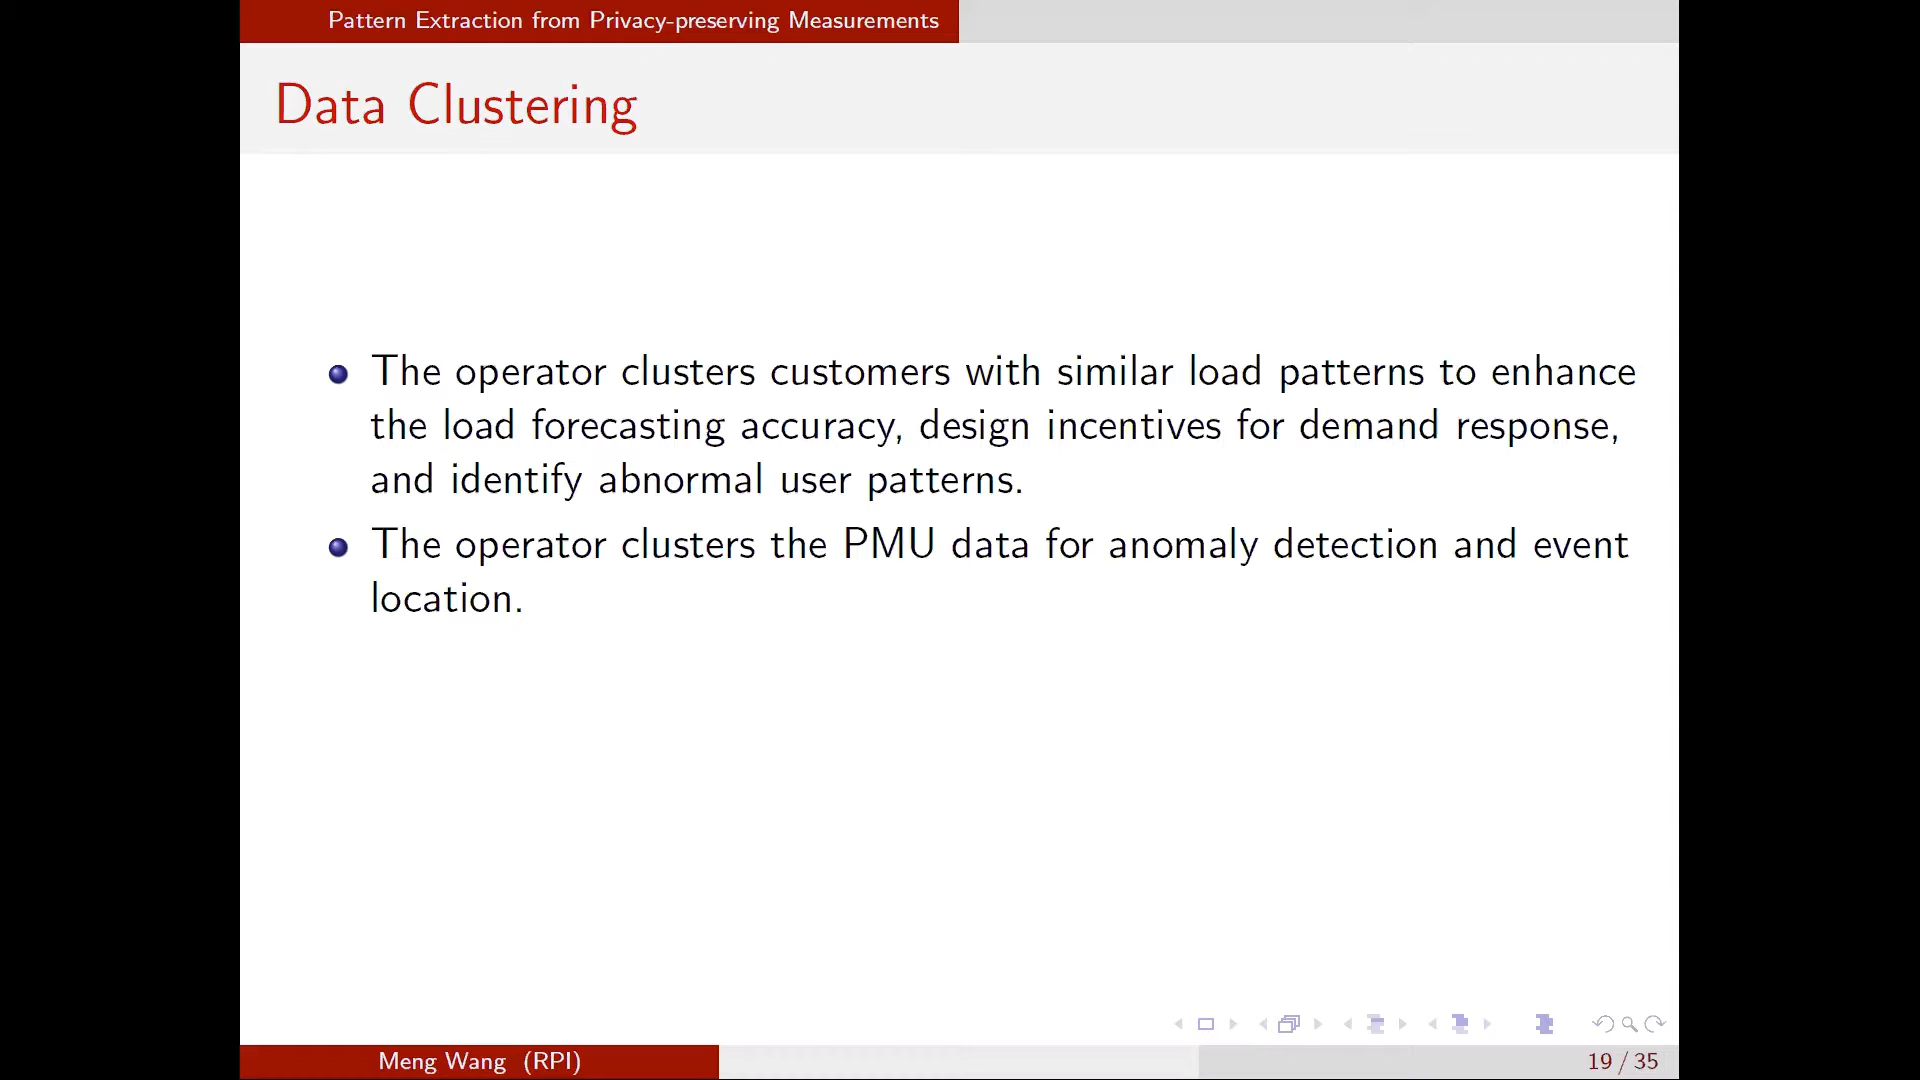 Pattern Extraction from Privacy-preserving Measurements
Data Clustering
The operator clusters customers with similar load patterns to enhance
the load forecasting accuracy, design incentives for demand response,
and identify abnormal user patterns.
The operator clusters the PMU data for anomaly detection and event
location.
Meng Wang (RPI)
19 / 35